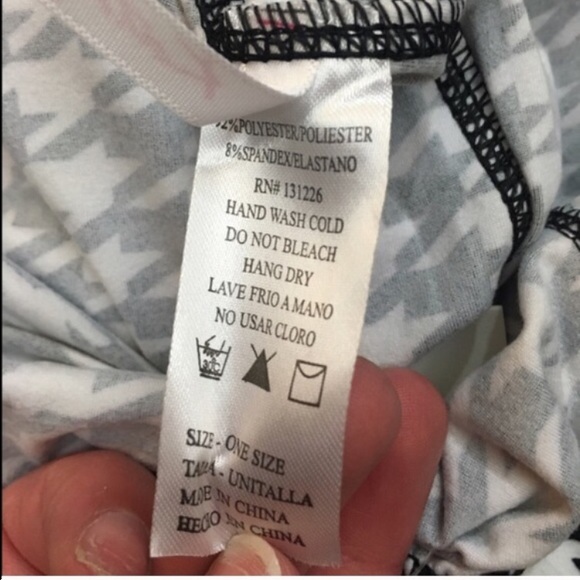 2%POLYESTER/POLIESTER
8%SPANDEX/ELASTANO
RN# 131226
HAND WASH COLD
DO NOT BLEACH
HANG DRY
LAVE FRIO A MANO
NO USAR CLORO
SIZE - ONE SIZE
TALLA - UNITALLA
MADE IN CHINA
HECHO EN CHINA